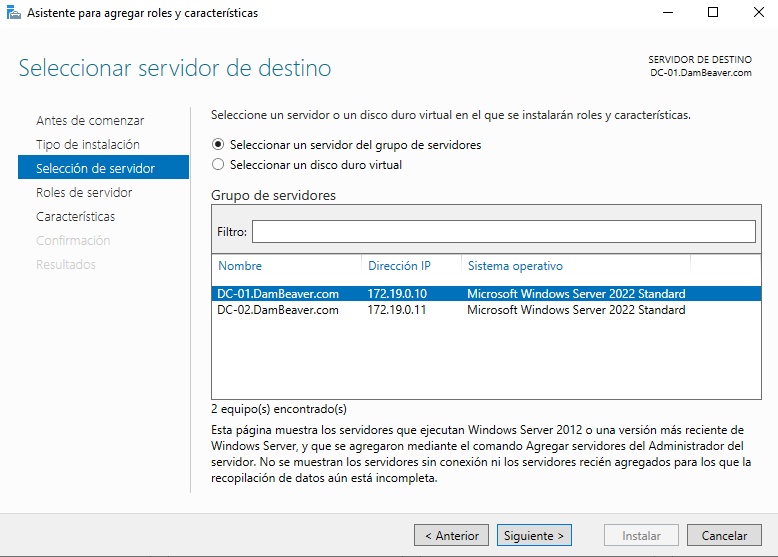 Asistente para agregar roles y características
Seleccionar servidor de destino
SERVIDOR DE DESTINO
DC-01.DamBeaver.com
Antes de comenzar
Tipo de instalación
Selección de servidor
Roles de servidor
Características
Confirmación
Resultados
Seleccione un servidor o un disco duro virtual en el que se instalarán roles y características.
Seleccionar un servidor del grupo de servidores
Seleccionar un disco duro virtual
Grupo de servidores
Filtro:
Nombre Dirección IP Sistema operativo
DC-01.DamBeaver.com 172.19.0.10 Microsoft Windows Server 2022 Standard
DC-02.DamBeaver.com 172.19.0.11 Microsoft Windows Server 2022 Standard
2 equipo(s) encontrado(s)
Esta página muestra los servidores que ejecutan Windows Server 2012 o una versión más reciente de
Windows Server, y que se agregaron mediante el comando Agregar servidores del Administrador del
servidor. No se muestran los servidores sin conexión ni los servidores recién agregados para los que la
recopilación de datos aún está incompleta.
< Anterior Siguiente > Instalar Cancelar